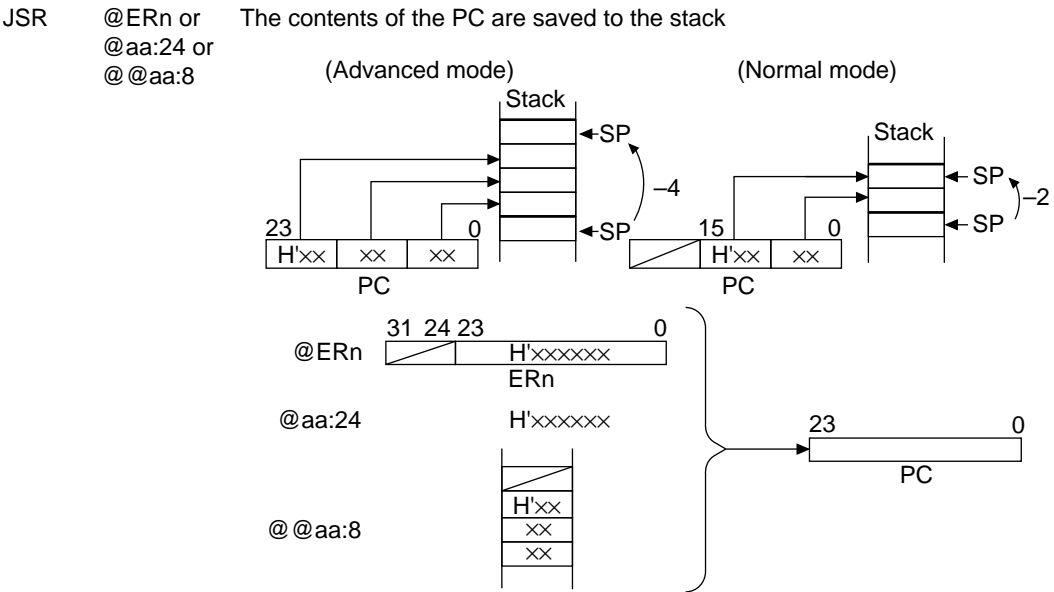 JSR @ERn or The contents of the PC are saved to the stack
@aa:24 or
@@aa:8
(Advanced mode) (Normal mode)
Stack
Stack
←SP
← SP
–4
–2
←SP
← SP
23 0
15 0
H'×× ×× ××
H'×× ××
PC
PC
31 24 23 0
@ERn H'××××××
ERn
@aa:24 H'××××××
23 0
PC
H'××
@@aa:8 ××
××